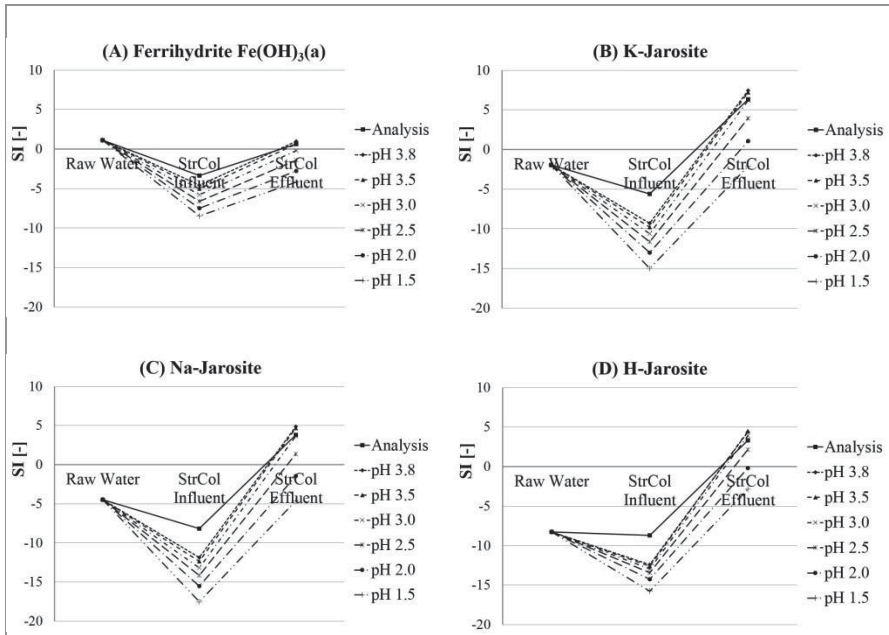 (A) Ferrihydrite Fe(OH)3(a)
10
5
0
-5
-10
-15
-20
SI [-]
Raw Water
StrCol
Influent
StrCol
Effluent
Analysis
pH 3.8
pH 3.5
pH 3.0
pH 2.5
pH 2.0
pH 1.5
(B) K-Jarosite
10
5
0
-5
-10
-15
-20
SI [-]
Raw Water
StrCol
Influent
StrCol
Effluent
Analysis
pH 3.8
pH 3.5
pH 3.0
pH 2.5
pH 2.0
pH 1.5
(C) Na-Jarosite
10
5
0
-5
-10
-15
-20
SI [-]
Raw Water
StrCol
Influent
StrCol
Effluent
Analysis
pH 3.8
pH 3.5
pH 3.0
pH 2.5
pH 2.0
pH 1.5
(D) H-Jarosite
10
5
0
-5
-10
-15
-20
SI [-]
Raw Water
StrCol
Influent
StrCol
Effluent
Analysis
pH 3.8
pH 3.5
pH 3.0
pH 2.5
pH 2.0
pH 1.5